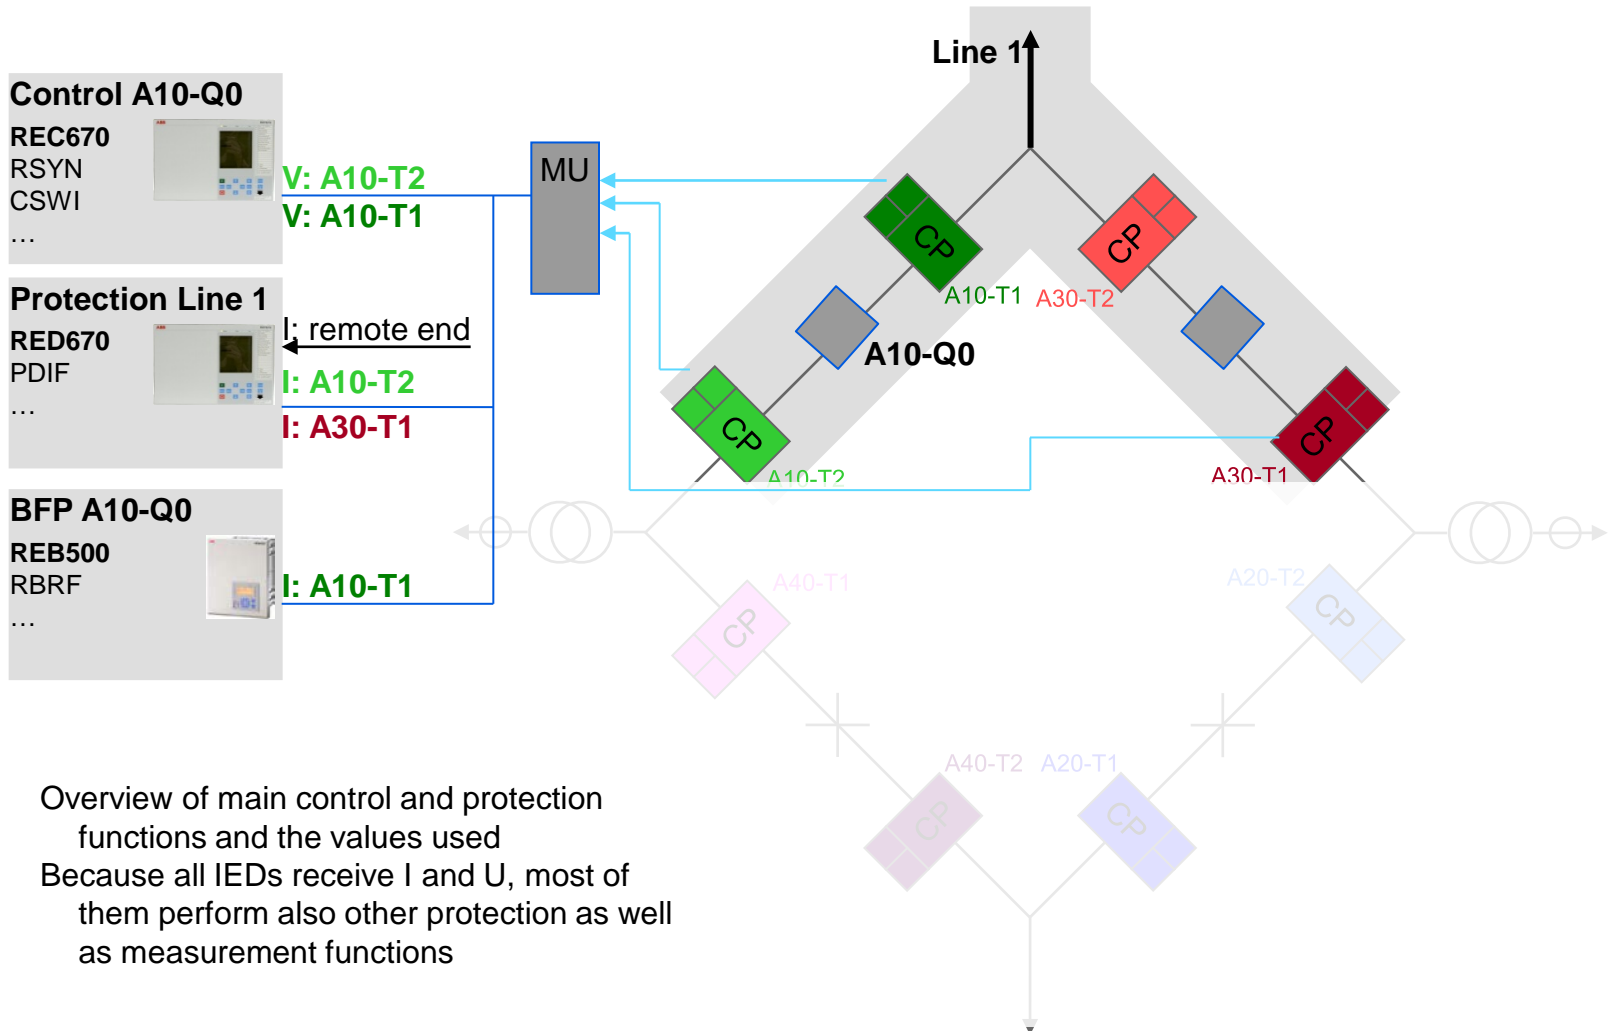 Line 1
Control A10-Q0
REC670
RSYN
CSWI
...
V: A10-T2
V: A10-T1
MU
CP
CP
A10-T1
A30-T2
Protection Line 1
RED670
PDIF
...
I: remote end
I: A10-T2
I: A30-T1
A10-Q0
CP
CP
A10-T2
A30-T1
BFP A10-Q0
REB500
RBRF
...
I: A10-T1
A40-T1
A20-T2
CP
CP
A40-T2
A20-T1
CP
CP
Overview of main control and protection
functions and the values used
Because all IEDs receive I and U, most of
them perform also other protection as well
as measurement functions